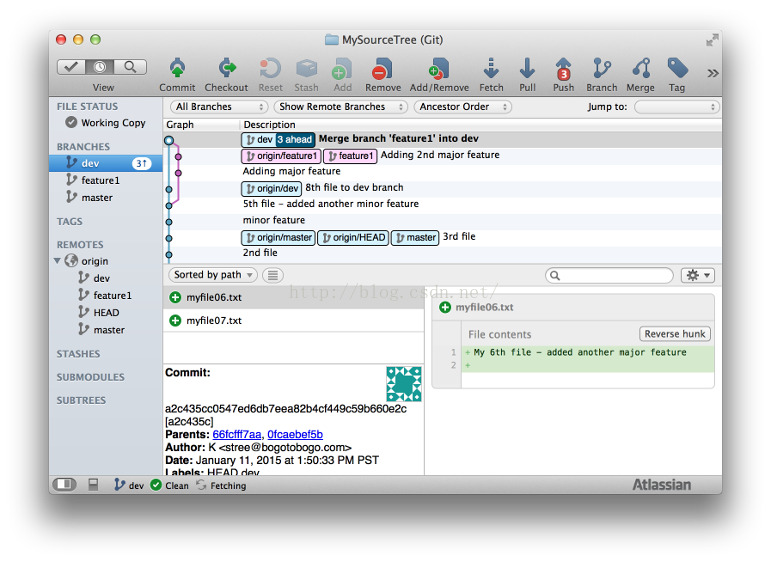 MySourceTree (Git)
View Commit Checkout Reset Stash Add Remove Add/Remove Fetch Pull 3 Push Branch Merge Tag »
FILE STATUS
Working Copy
BRANCHES
dev 3↑
feature1
master
TAGS
REMOTES
origin
dev
feature1
HEAD
master
STASHES
SUBMODULES
SUBTREES
All Branches Show Remote Branches Ancestor Order Jump to:
Graph Description
dev 3 ahead Merge branch 'feature1' into dev
origin/feature1 feature1 Adding 2nd major feature
Adding major feature
origin/dev 8th file to dev branch
5th file - added another minor feature
minor feature
origin/master origin/HEAD master 3rd file
2nd file
Sorted by path
http://blog.csdn.net/
myfile06.txt
myfile07.txt
Commit:
a2c435cc0547ed6db7eea82b4cf449c59b660e2c
[a2c435c]
Parents: 66fcfff7aa, 0fcaebef5b
Author: K <stree@bogotobogo.com>
Date: January 11, 2015 at 1:50:33 PM PST
Labels: HEAD dev
myfile06.txt
File contents Reverse hunk
1 + My 6th file - added another major feature
2 +
dev Clean Fetching Atlassian